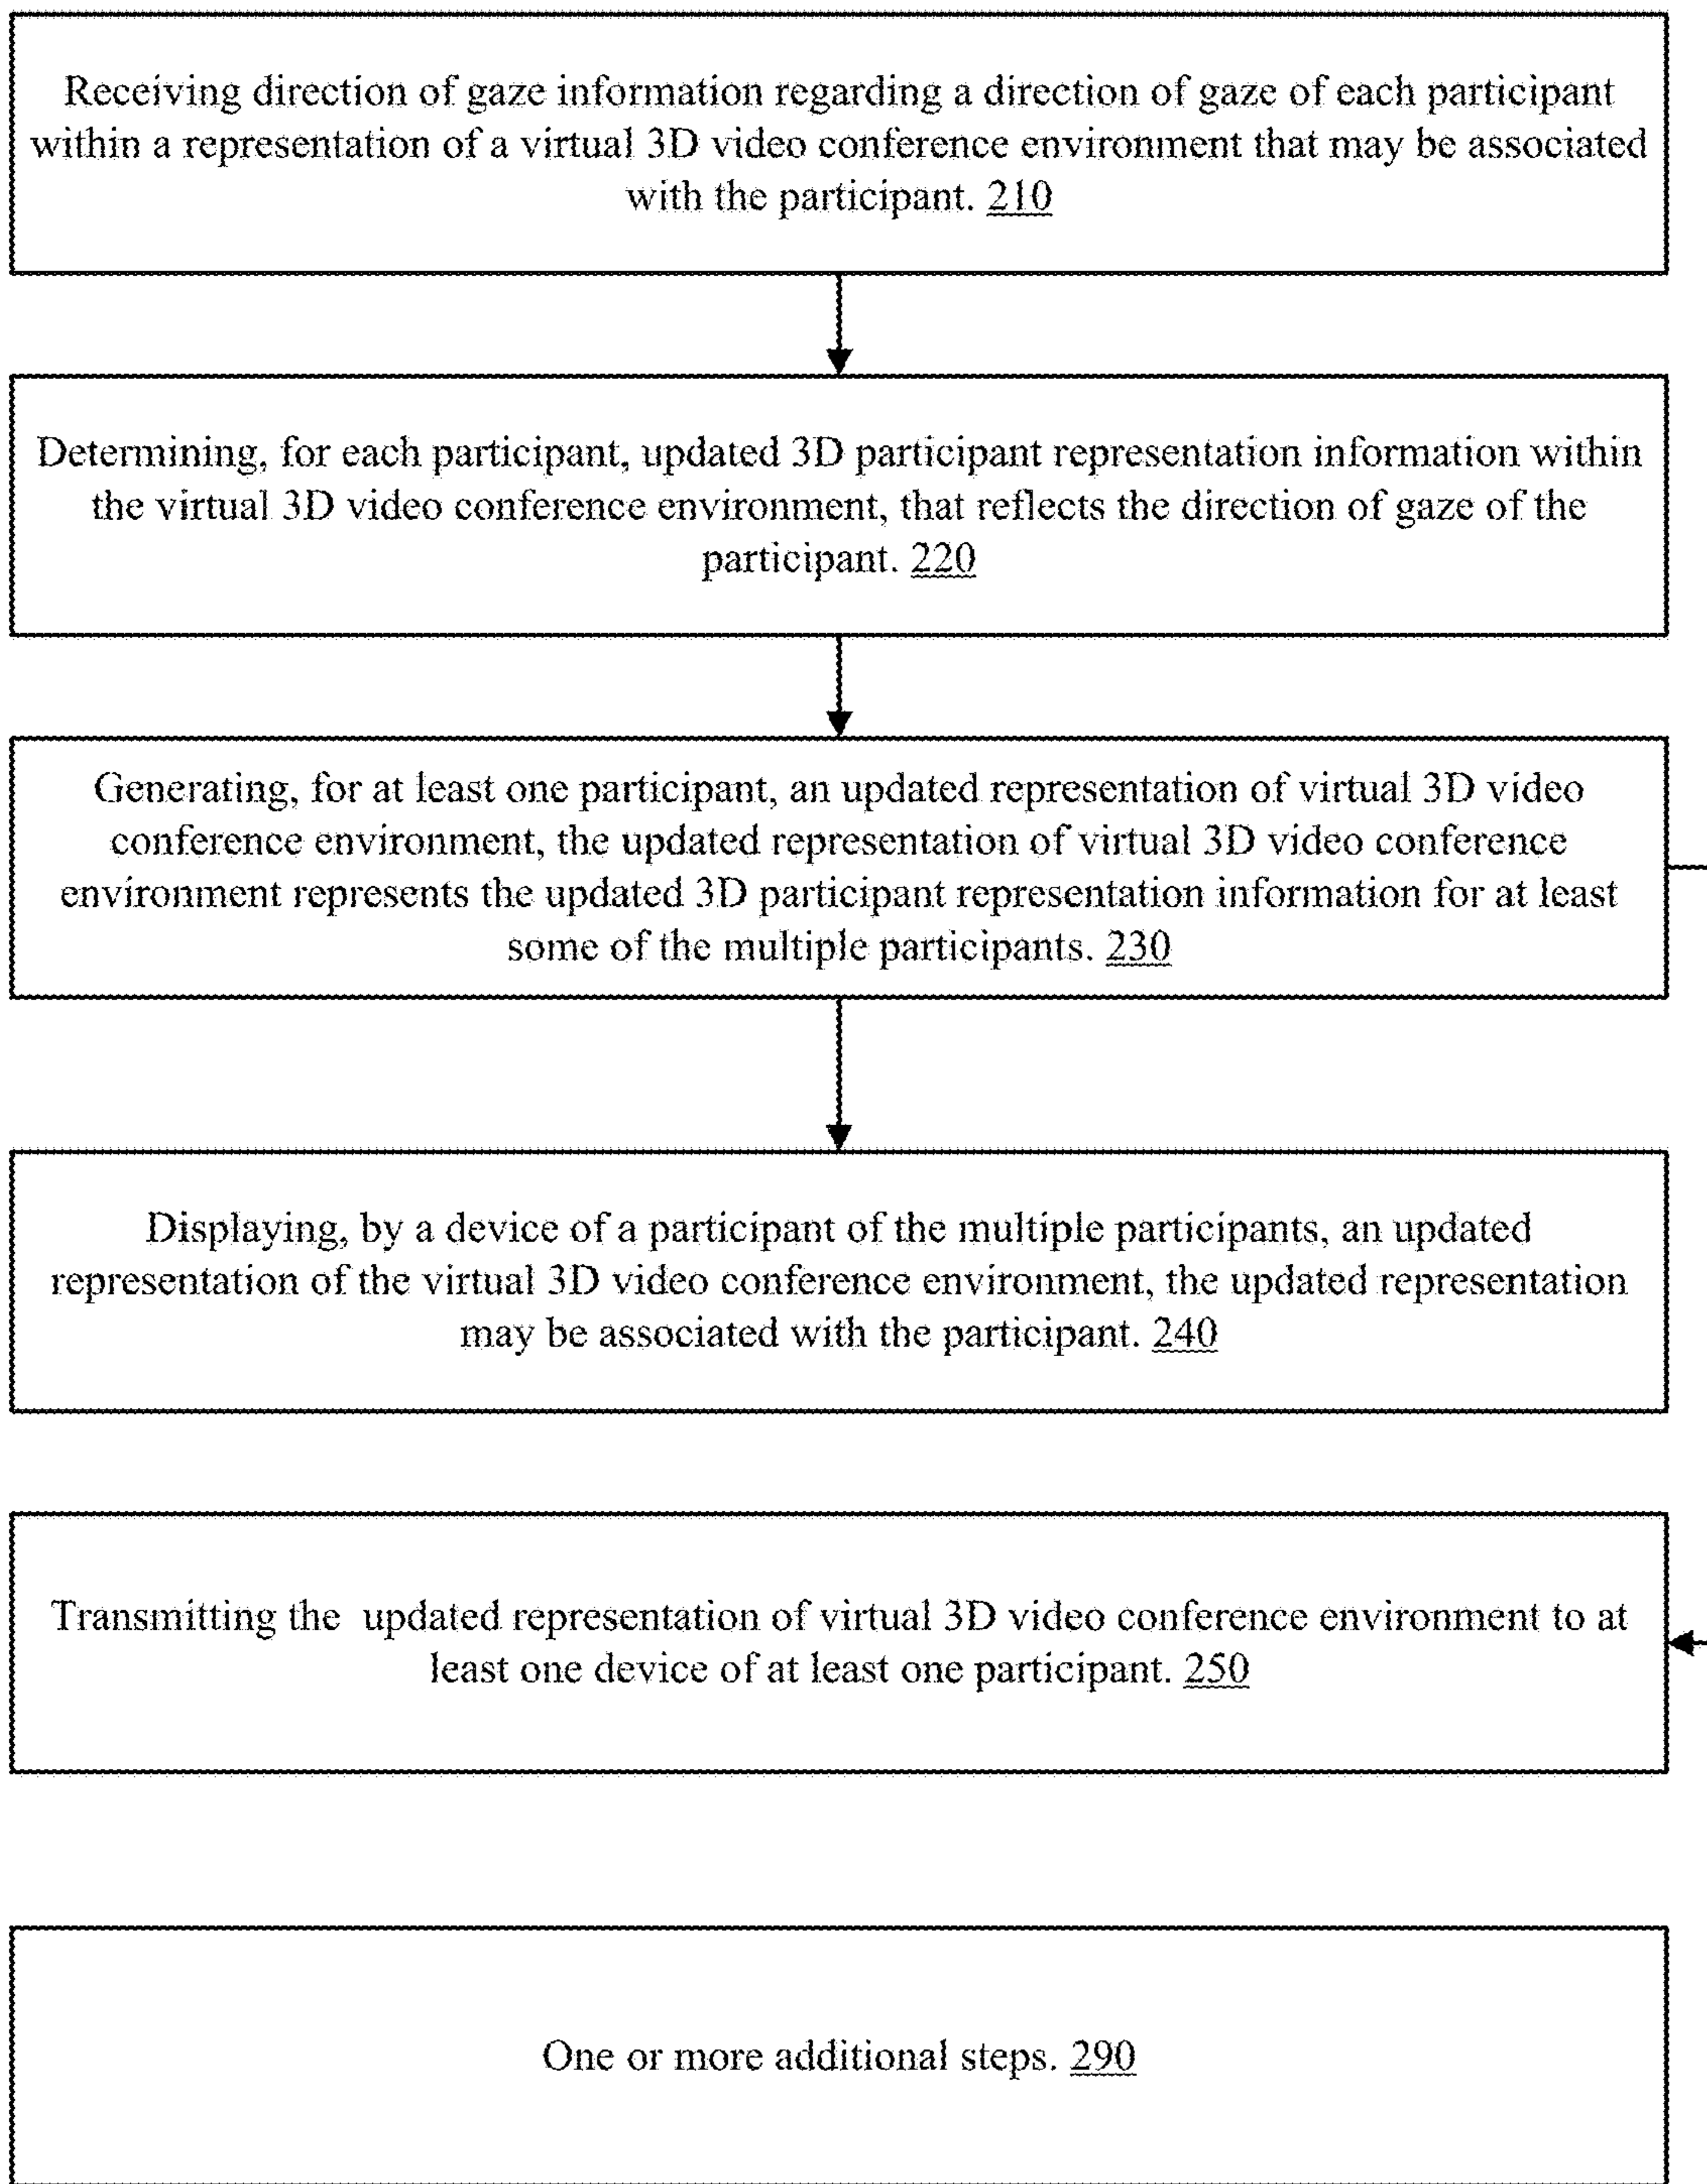 Receiving direction of gaze information regarding a direction of gaze of each participant
within a representation of a virtual 3D video conference environment that may be associated
with the participant. 210
Determining, for each participant, updated 3D participant representation information within
the virtual 3D video conference environment, that reflects the direction of gaze of the
participant. 220
Generating, for at least one participant, an updated representation of virtual 3D video
conference environment, the updated representation of virtual 3D video conference
environment represents the updated 3D participant representation information for at least
some of the multiple participants. 230
Displaying, by a device of a participant of the multiple participants, an updated
representation of the virtual 3D video conference environment, the updated representation
may be associated with the participant. 240
Transmitting the updated representation of virtual 3D video conference environment to at
least one device of at least one participant. 250
One or more additional steps. 290